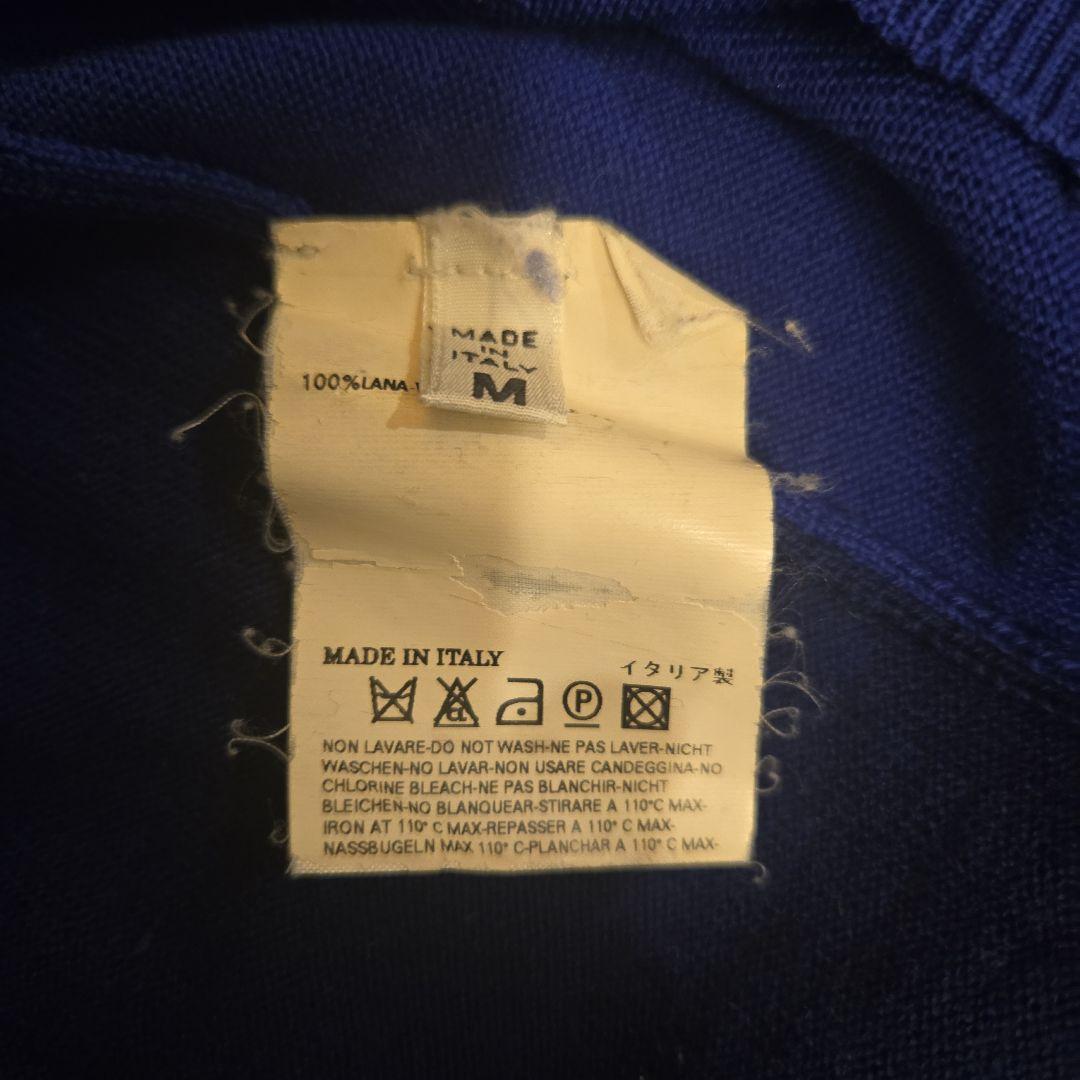 MADE
IN
ITALY
M
100%LANA-
MADE IN ITALY
イタリア製
P
NON LAVARE-DO NOT WASH-NE PAS LAVER-NICHT
WASCHEN-NO LAVAR-NON USARE CANDEGGINA-NO
CHLORINE BLEACH-NE PAS BLANCHIR-NICHT
BLEICHEN-NO BLANQUEAR-STIRARE A 110°C MAX-
IRON AT 110° C MAX-REPASSER A 110° C MAX-
NASSBUGELN MAX 110° C-PLANCHAR A 110° C MAX-